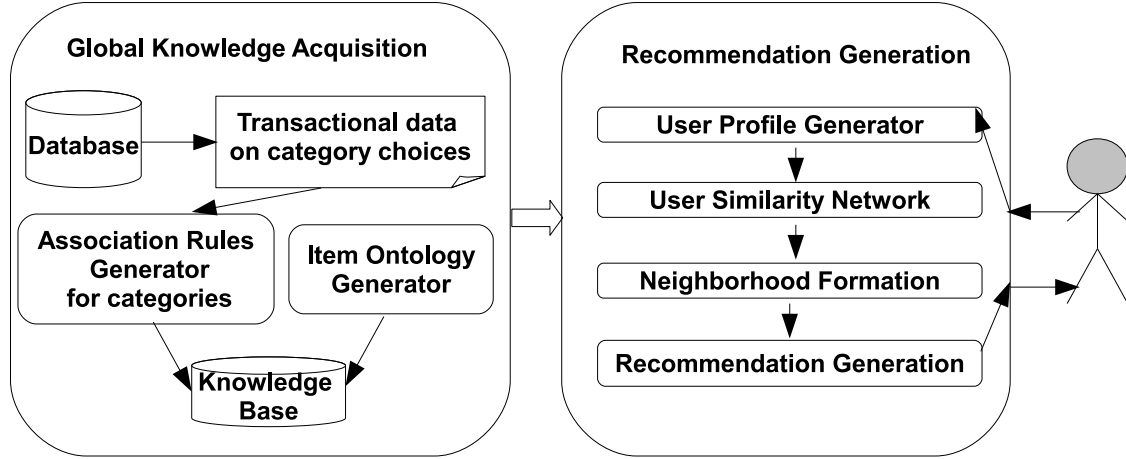 Global Knowledge Acquisition
Database
Transactional data
on category choices
Association Rules
Generator
for categories
Item Ontology
Generator
Knowledge
Base
Recommendation Generation
User Profile Generator
User Similarity Network
Neighborhood Formation
Recommendation Generation